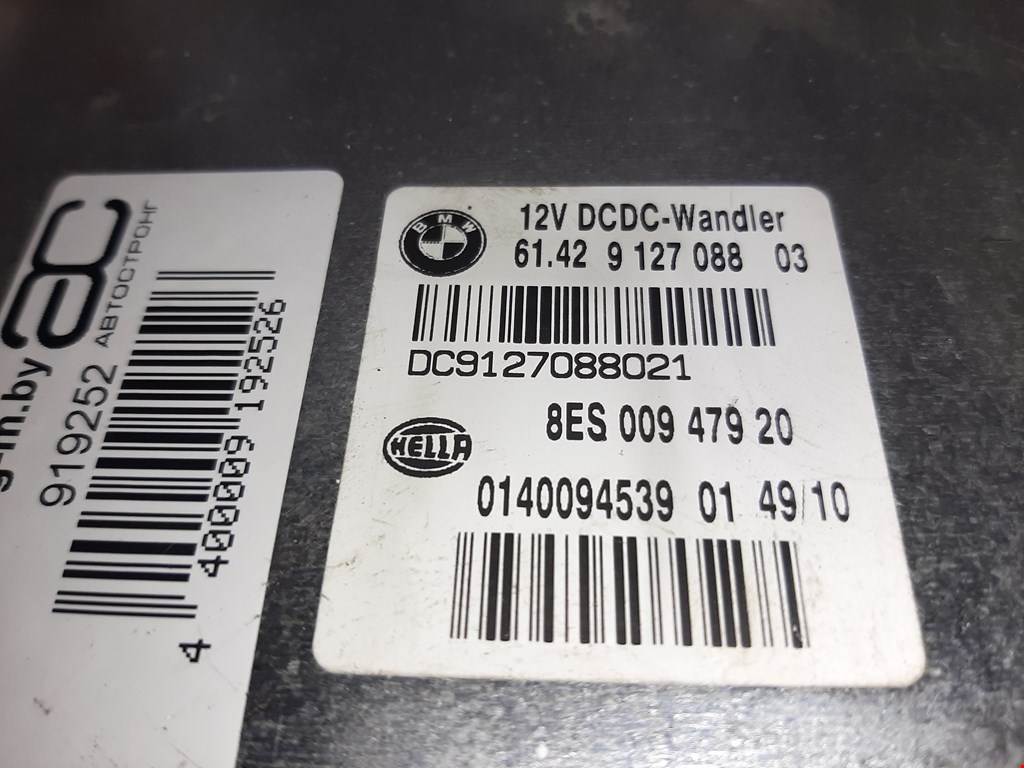 ac
АВТОСТРОНГ
919252
4 400009 192526
BMW
12V DCDC-Wandler
61.42 9 127 088 03
DC9127088021
8ES 009 479 20
HELLA
0140094539 01 49/10